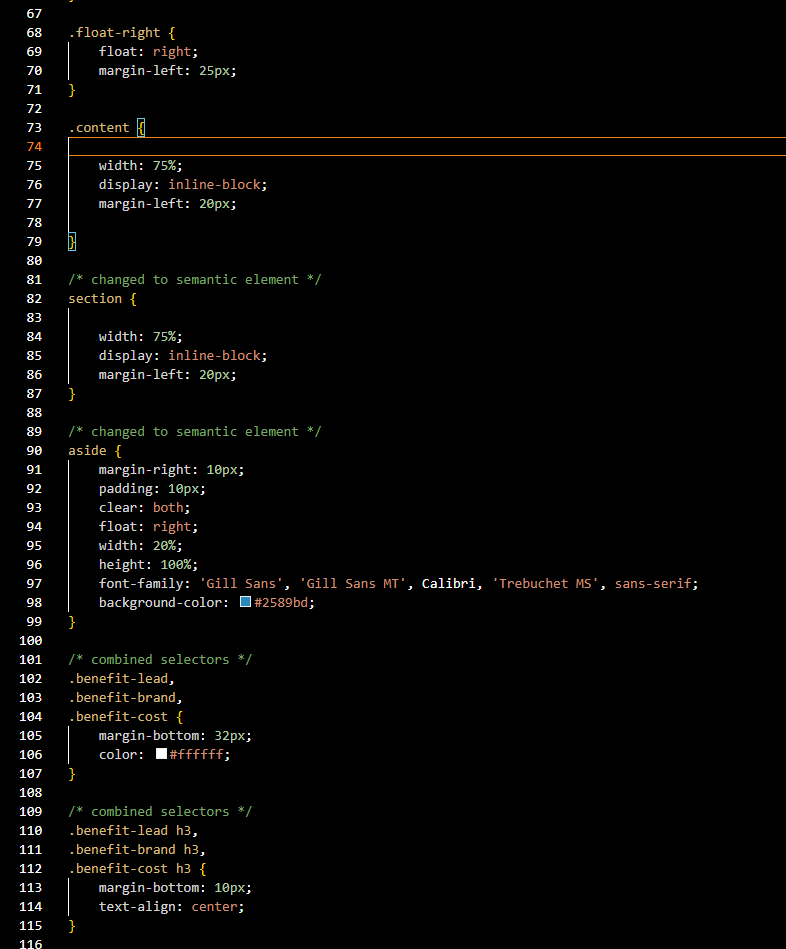 67
68 .float-right {
69     float: right;
70     margin-left: 25px;
71 }
72
73 .content {
74
75     width: 75%;
76     display: inline-block;
77     margin-left: 20px;
78
79 }
80
81 /* changed to semantic element */
82 section {
83
84     width: 75%;
85     display: inline-block;
86     margin-left: 20px;
87 }
88
89 /* changed to semantic element */
90 aside {
91     margin-right: 10px;
92     padding: 10px;
93     clear: both;
94     float: right;
95     width: 20%;
96     height: 100%;
97     font-family: 'Gill Sans', 'Gill Sans MT', Calibri, 'Trebuchet MS', sans-serif;
98     background-color: #2589bd;
99 }
100
101 /* combined selectors */
102 .benefit-lead,
103 .benefit-brand,
104 .benefit-cost {
105     margin-bottom: 32px;
106     color: #ffffff;
107 }
108
109 /* combined selectors */
110 .benefit-lead h3,
111 .benefit-brand h3,
112 .benefit-cost h3 {
113     margin-bottom: 10px;
114     text-align: center;
115 }
116